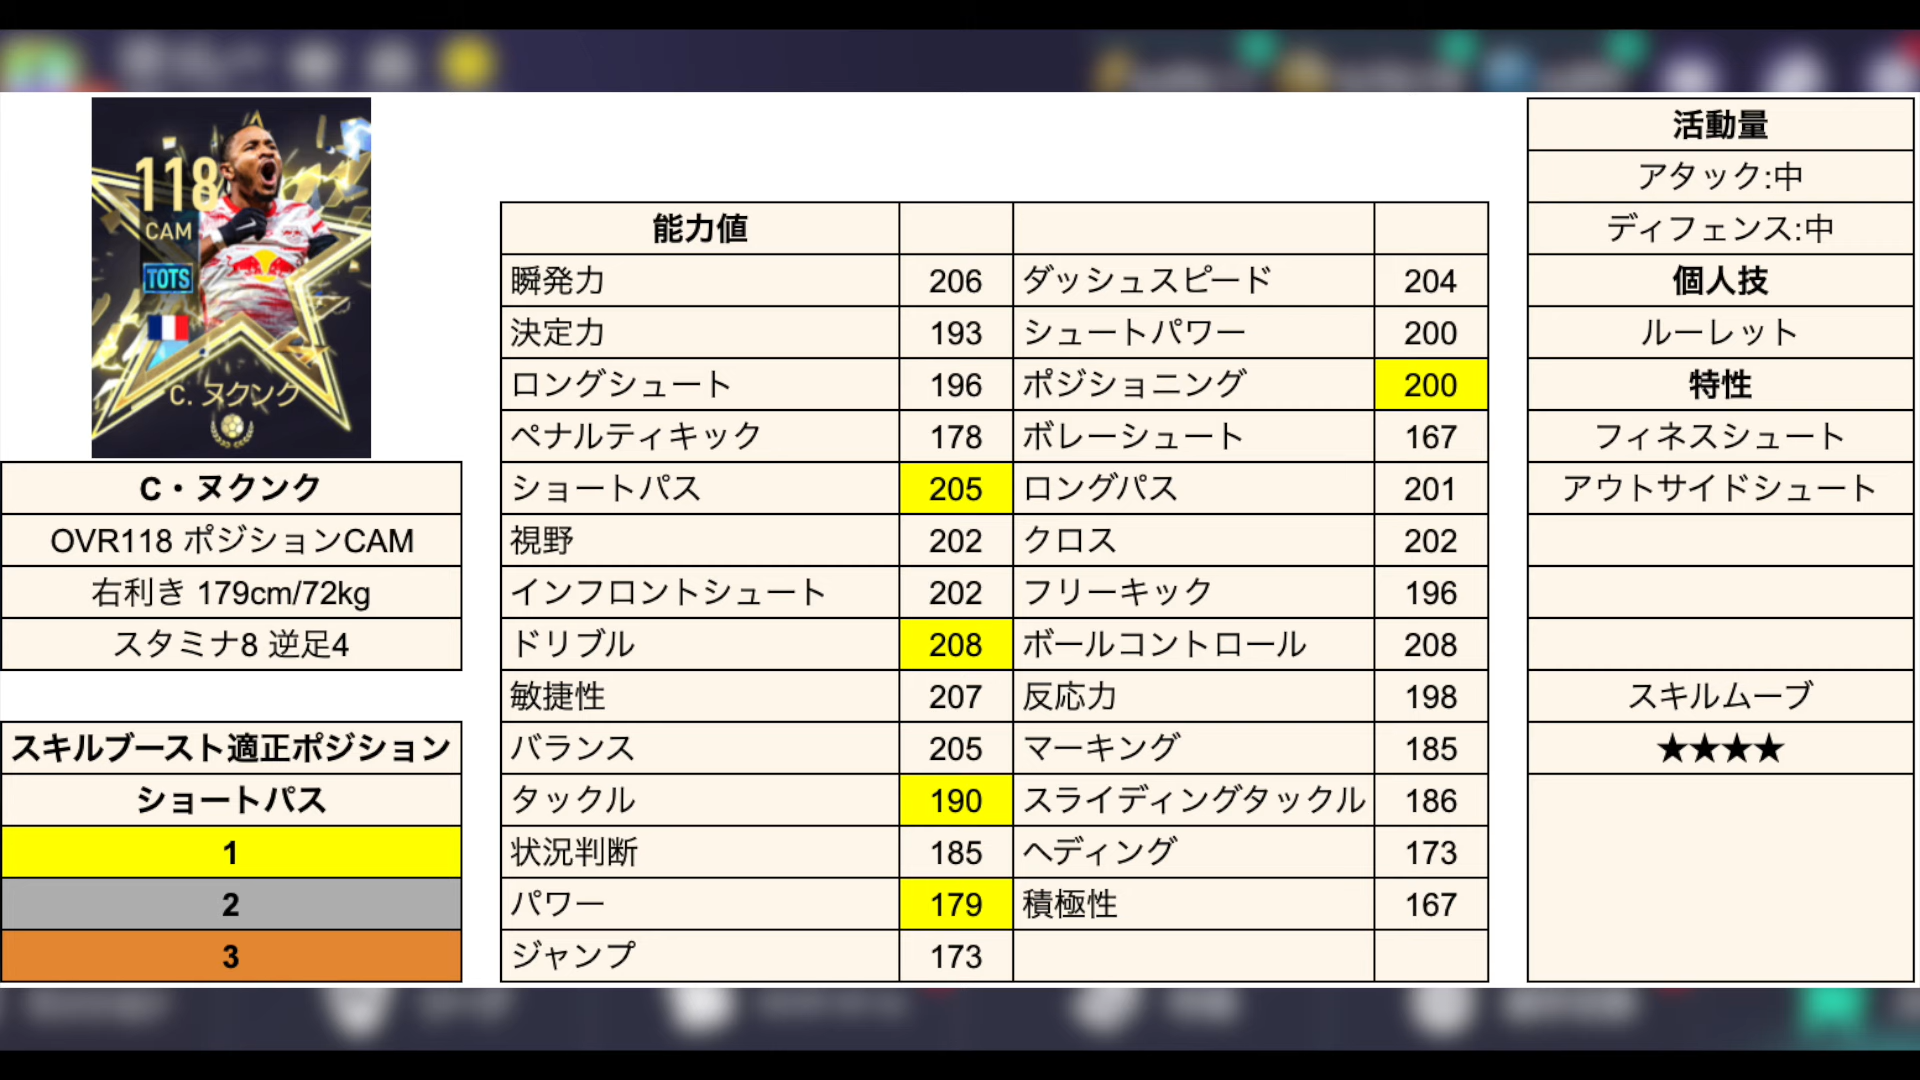 118
CAM
TOTS
C. ヌクンク
C・ヌクンク
OVR118 ポジションCAM
右利き 179cm/72kg
スタミナ8 逆足4
スキルブースト適正ポジション
ショートパス
1
2
3
能力値
瞬発力 206 ダッシュスピード 204
決定力 193 シュートパワー 200
ロングシュート 196 ポジショニング 200
ペナルティキック 178 ボレーシュート 167
ショートパス 205 ロングパス 201
視野 202 クロス 202
インフロントシュート 202 フリーキック 196
ドリブル 208 ボールコントロール 208
敏捷性 207 反応力 198
バランス 205 マーキング 185
タックル 190 スライディングタックル 186
状況判断 185 ヘディング 173
パワー 179 積極性 167
ジャンプ 173
活動量
アタック:中
ディフェンス:中
個人技
ルーレット
特性
フィネスシュート
アウトサイドシュート
スキルムーブ
★★★★